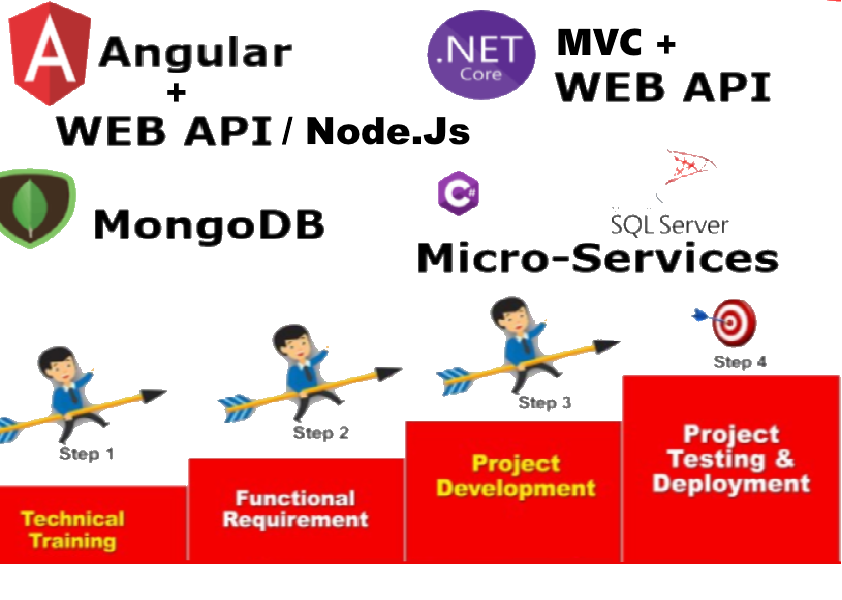 Angular
+
WEB API / Node.Js
MongoDB
.NET
Core
MVC +
WEB API
C#
SQL Server
Micro-Services
Step 1
Step 2
Step 3
Step 4
Technical
Training
Functional
Requirement
Project
Development
Project
Testing &
Deployment